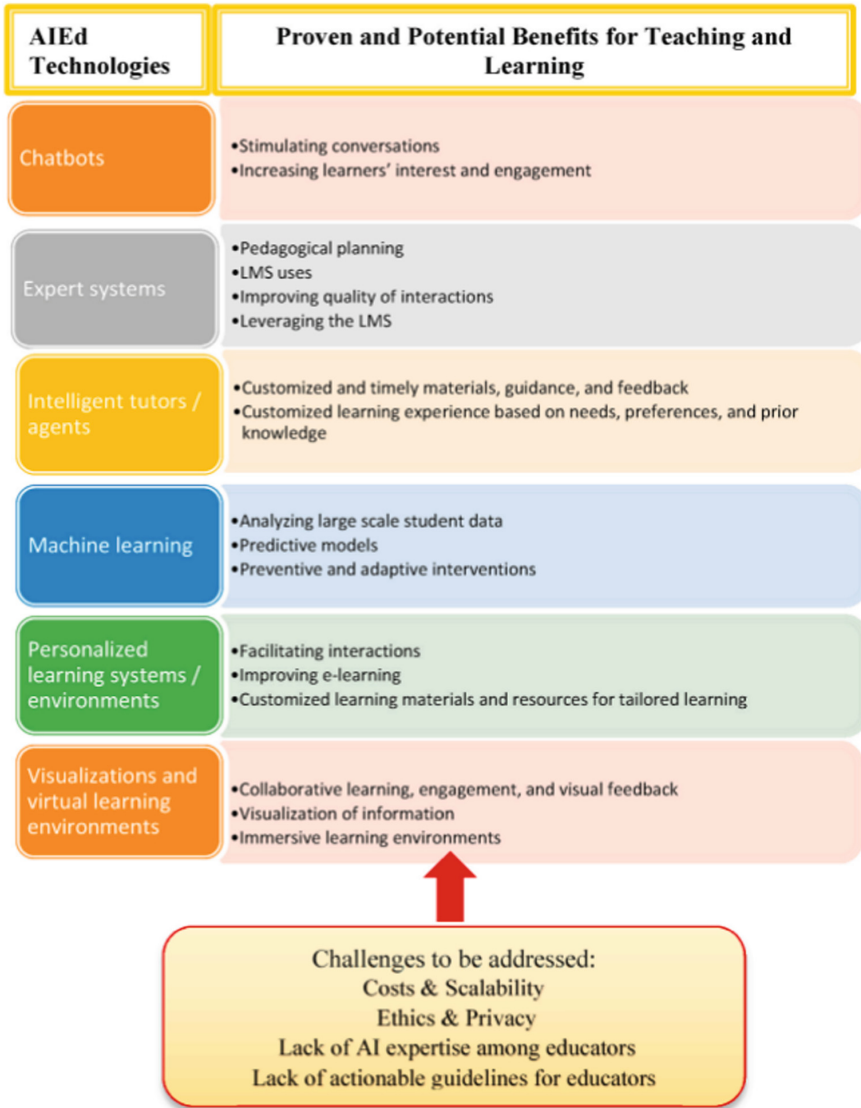 AIEd
Technologies
Proven and Potential Benefits for Teaching and
Learning
Chatbots
•Stimulating conversations
•Increasing learners' interest and engagement
Expert systems
•Pedagogical planning
•LMS uses
•Improving quality of interactions
•Leveraging the LMS
Intelligent tutors /
agents
•Customized and timely materials, guidance, and feedback
•Customized learning experience based on needs, preferences, and prior
knowledge
Machine learning
•Analyzing large scale student data
•Predictive models
•Preventive and adaptive interventions
Personalized
learning systems /
environments
•Facilitating interactions
•Improving e-learning
•Customized learning materials and resources for tailored learning
Visualizations and
virtual learning
environments
•Collaborative learning, engagement, and visual feedback
•Visualization of information
•Immersive learning environments
Challenges to be addressed:
Costs & Scalability
Ethics & Privacy
Lack of AI expertise among educators
Lack of actionable guidelines for educators